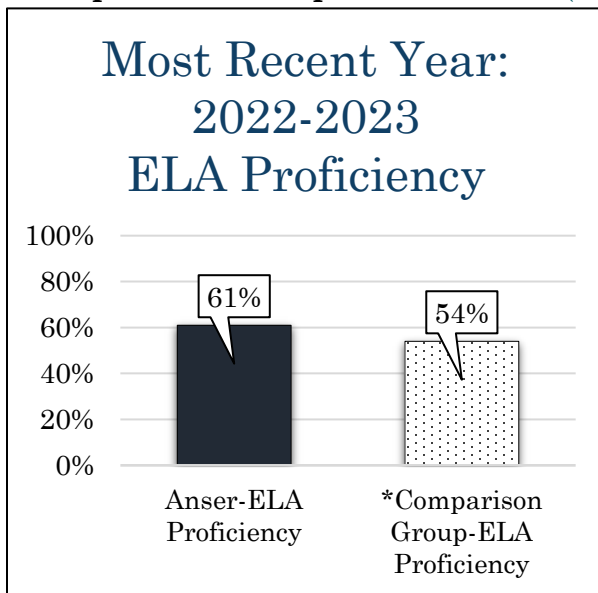 Most Recent Year:
2022-2023
ELA Proficiency
100%
80%
60%
40%
20%
0%
61%
54%
Anser-ELA
Proficiency
*Comparison
Group-ELA
Proficiency